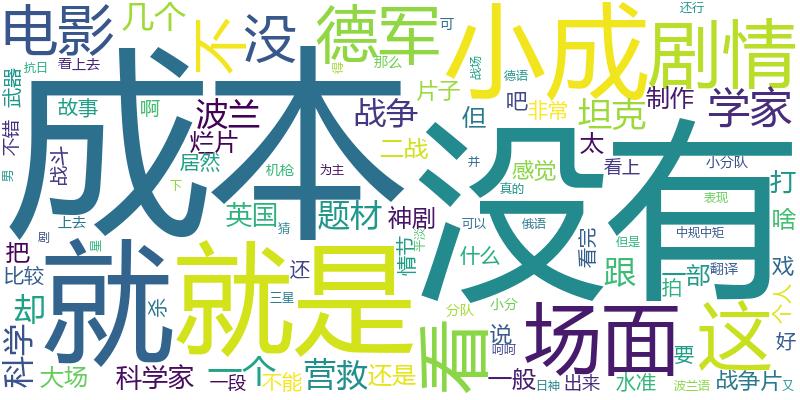 电影
几个
不
没
德军
小成
剧情
可
还行
看上去
抗日
得
那么
战场
德语
武器
故事
啊
波兰
战争
片子
吧
非常
坦克
制作
学家
不错
战斗
烂片
但
二战
太
成本
没有
居然
机枪
为主
并
感觉
看上
小分队
打
男
下
真的
表现
上去
英国
猜
题材
神剧
可以
俄语
中规中矩
啥
把
剧
星
情节
看完
但是
比较
就
就是
还
什么
跟
一部
翻译
戏
却
亲
三星
看
分队
小分
场面
拍
这
个人
科学
说
呵呵
要
好
大场
科学家
一个
一段
不能
营救
还是
一般
日神
出来
水准
波兰语
战争片
又